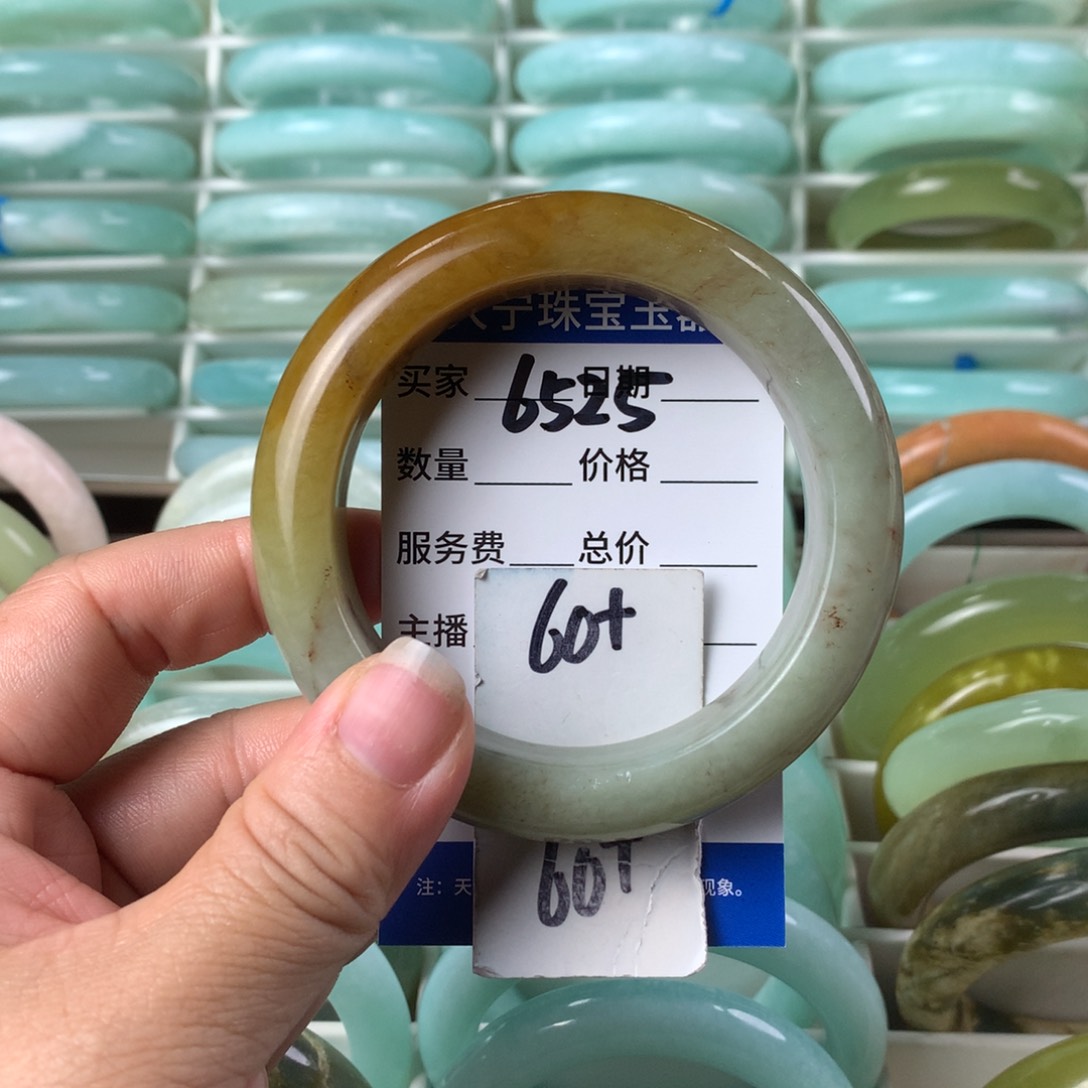 宁珠宝玉器
买家 日期
6525
数量 价格
服务费 总价
主播
60+
60+
注：天 现象。